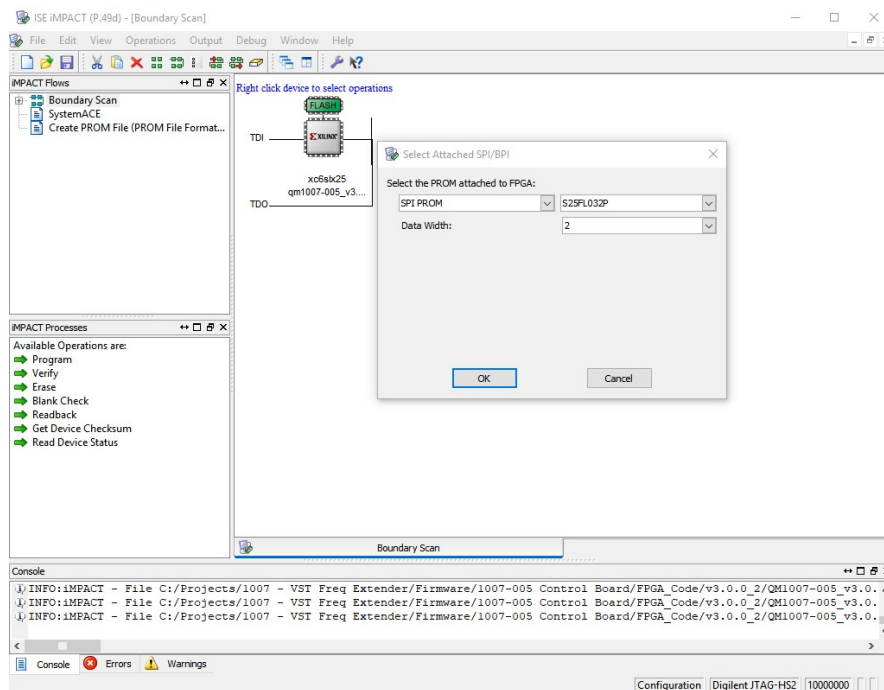 ISE iMPACT (P.49d) - [Boundary Scan]
File Edit View Operations Output Debug Window Help
iMPACT Flows
Boundary Scan
SystemACE
Create PROM File (PROM File Format...
Right click device to select operations
FLASH
TDI
XILINX
xc6slx25
qm1007-005_v3....
TDO
Select Attached SPI/BPI
Select the PROM attached to FPGA:
SPI PROM
S25FL032P
Data Width:
2
OK
Cancel
iMPACT Processes
Available Operations are:
Program
Verify
Erase
Blank Check
Readback
Get Device Checksum
Read Device Status
Boundary Scan
Console
INFO:iMPACT - File C:/Projects/1007 - VST Freq Extender/Firmware/1007-005 Control Board/FPGA_Code/v3.0.0_2/QM1007-005_v3.0.
INFO:iMPACT - File C:/Projects/1007 - VST Freq Extender/Firmware/1007-005 Control Board/FPGA_Code/v3.0.0_2/QM1007-005_v3.0.
INFO:iMPACT - File C:/Projects/1007 - VST Freq Extender/Firmware/1007-005 Control Board/FPGA_Code/v3.0.0_2/QM1007-005_v3.0.
Console Errors Warnings
Configuration Digilent JTAG-HS2 10000000